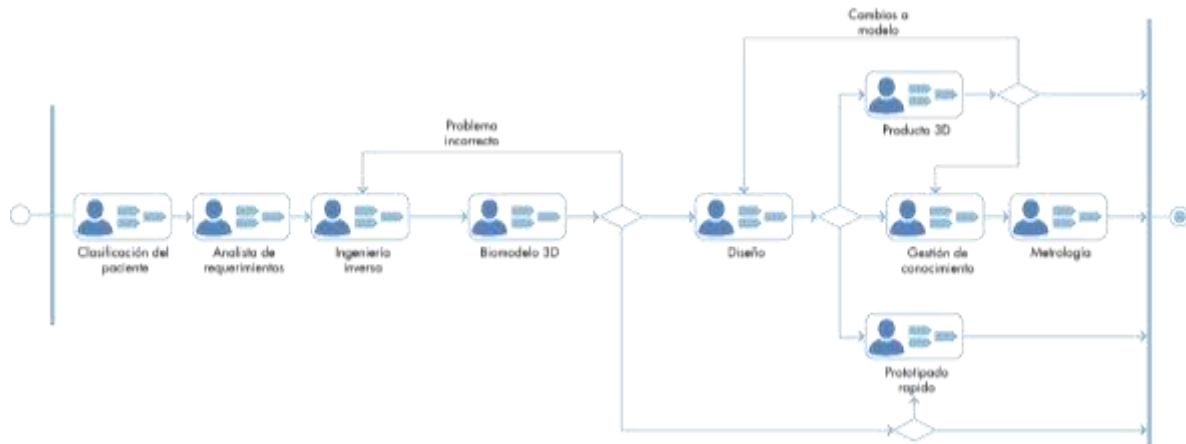 Cambios a
modelo
Producto 3D
Problema
incorrecto
Clasificación del
paciente
Analista de
requerimientos
Ingeniería
inversa
Biomodelo 3D
Diseño
Gestión de
conocimiento
Metrología
Prototipado
rapido